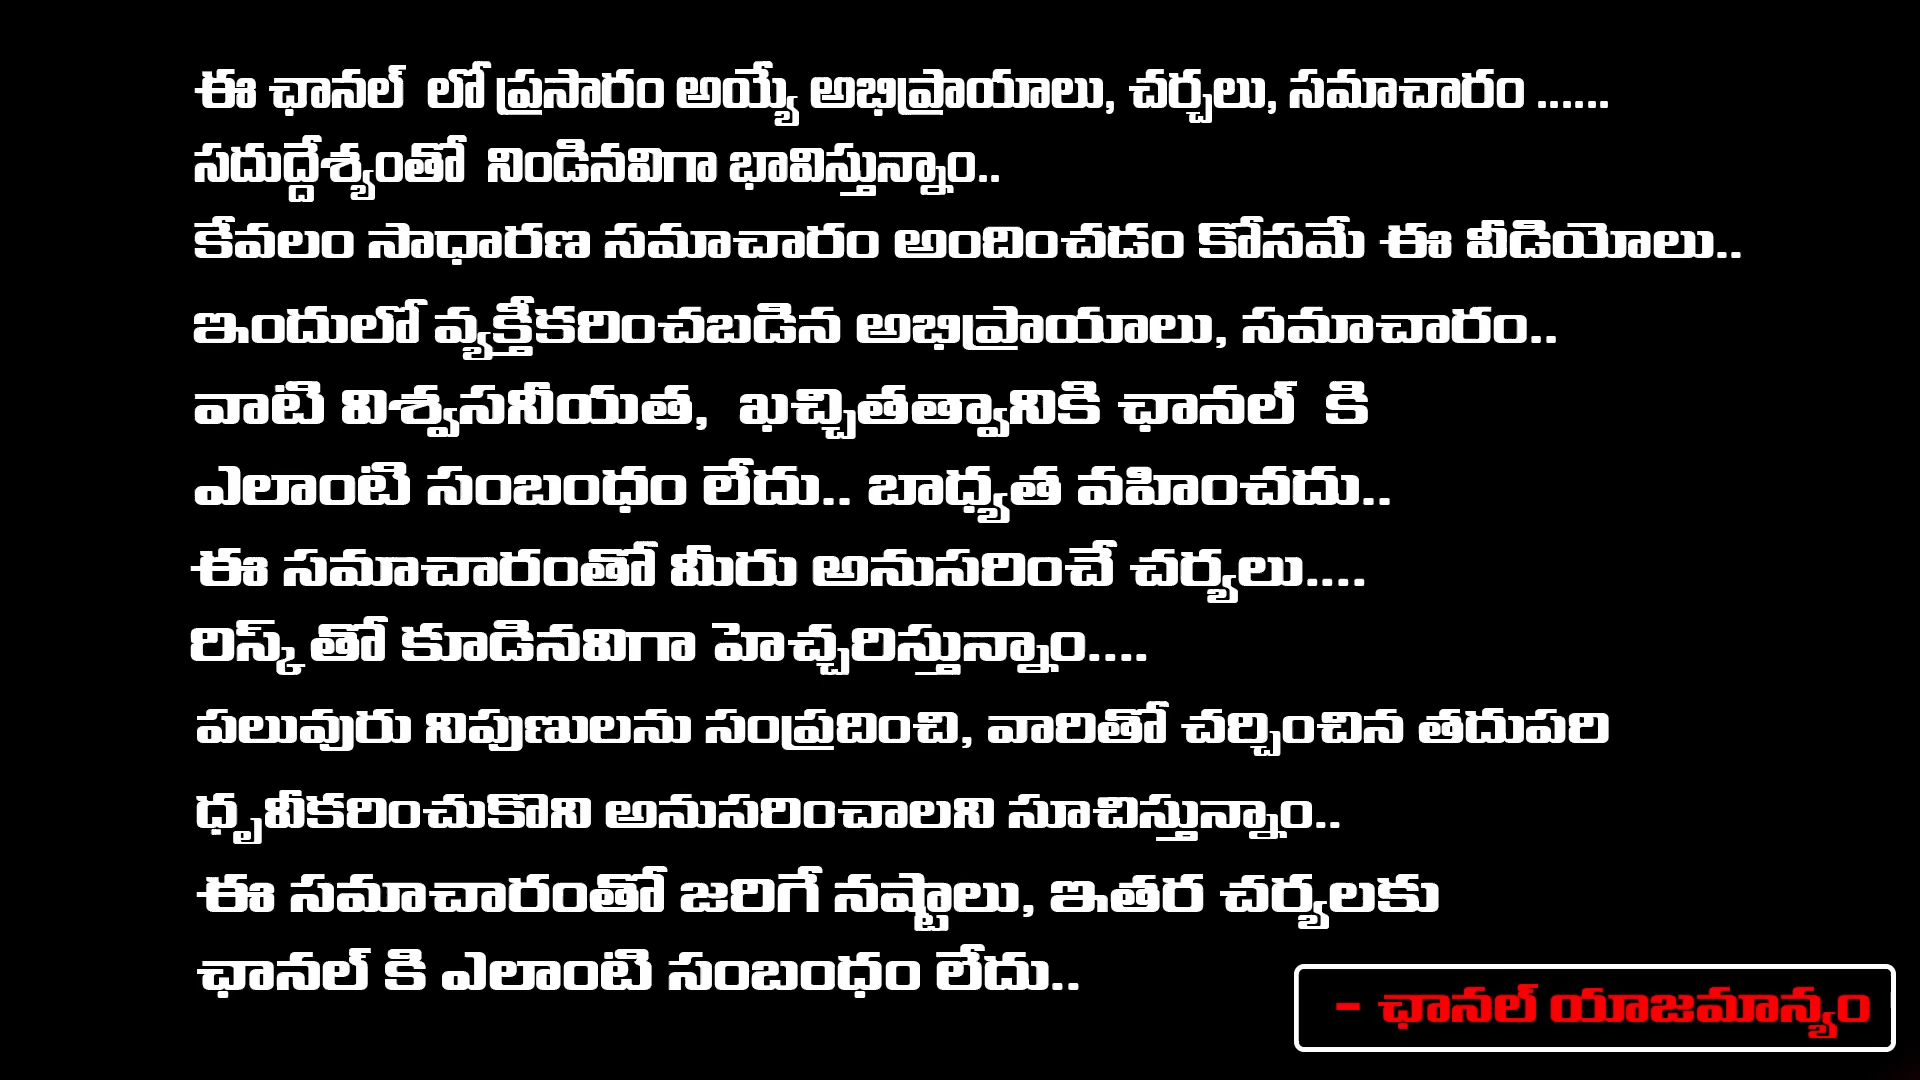 ఈ ఛానల్ లో ప్రసారం అయ్యే అభిప్రాయాలు, చర్చలు, సమాచారం ......
సదుద్దేశ్యంతో నిండినవిగా భావిస్తున్నాం..
కేవలం సాధారణ సమాచారం అందించడం కోసమే ఈ వీడియోలు..
ఇందులో వ్యక్తీకరించబడిన అభిప్రాయాలు, సమాచారం..
వాటి విశ్వసనీయత, ఖచ్చితత్వానికి ఛానల్ కి
ఎలాంటి సంబంధం లేదు.. బాధ్యత వహించదు..
ఈ సమాచారంతో మీరు అనుసరించే చర్యలు....
రిస్క్ తో కూడినవిగా హెచ్చరిస్తున్నాం....
పలువురు నిపుణులను సంప్రదించి, వారితో చర్చించిన తదుపరి
ధృవీకరించుకొని అనుసరించాలని సూచిస్తున్నాం..
ఈ సమాచారంతో జరిగే నష్టాలు, ఇతర చర్యలకు
ఛానల్ కి ఎలాంటి సంబంధం లేదు..
- ఛానల్ యాజమాన్యం